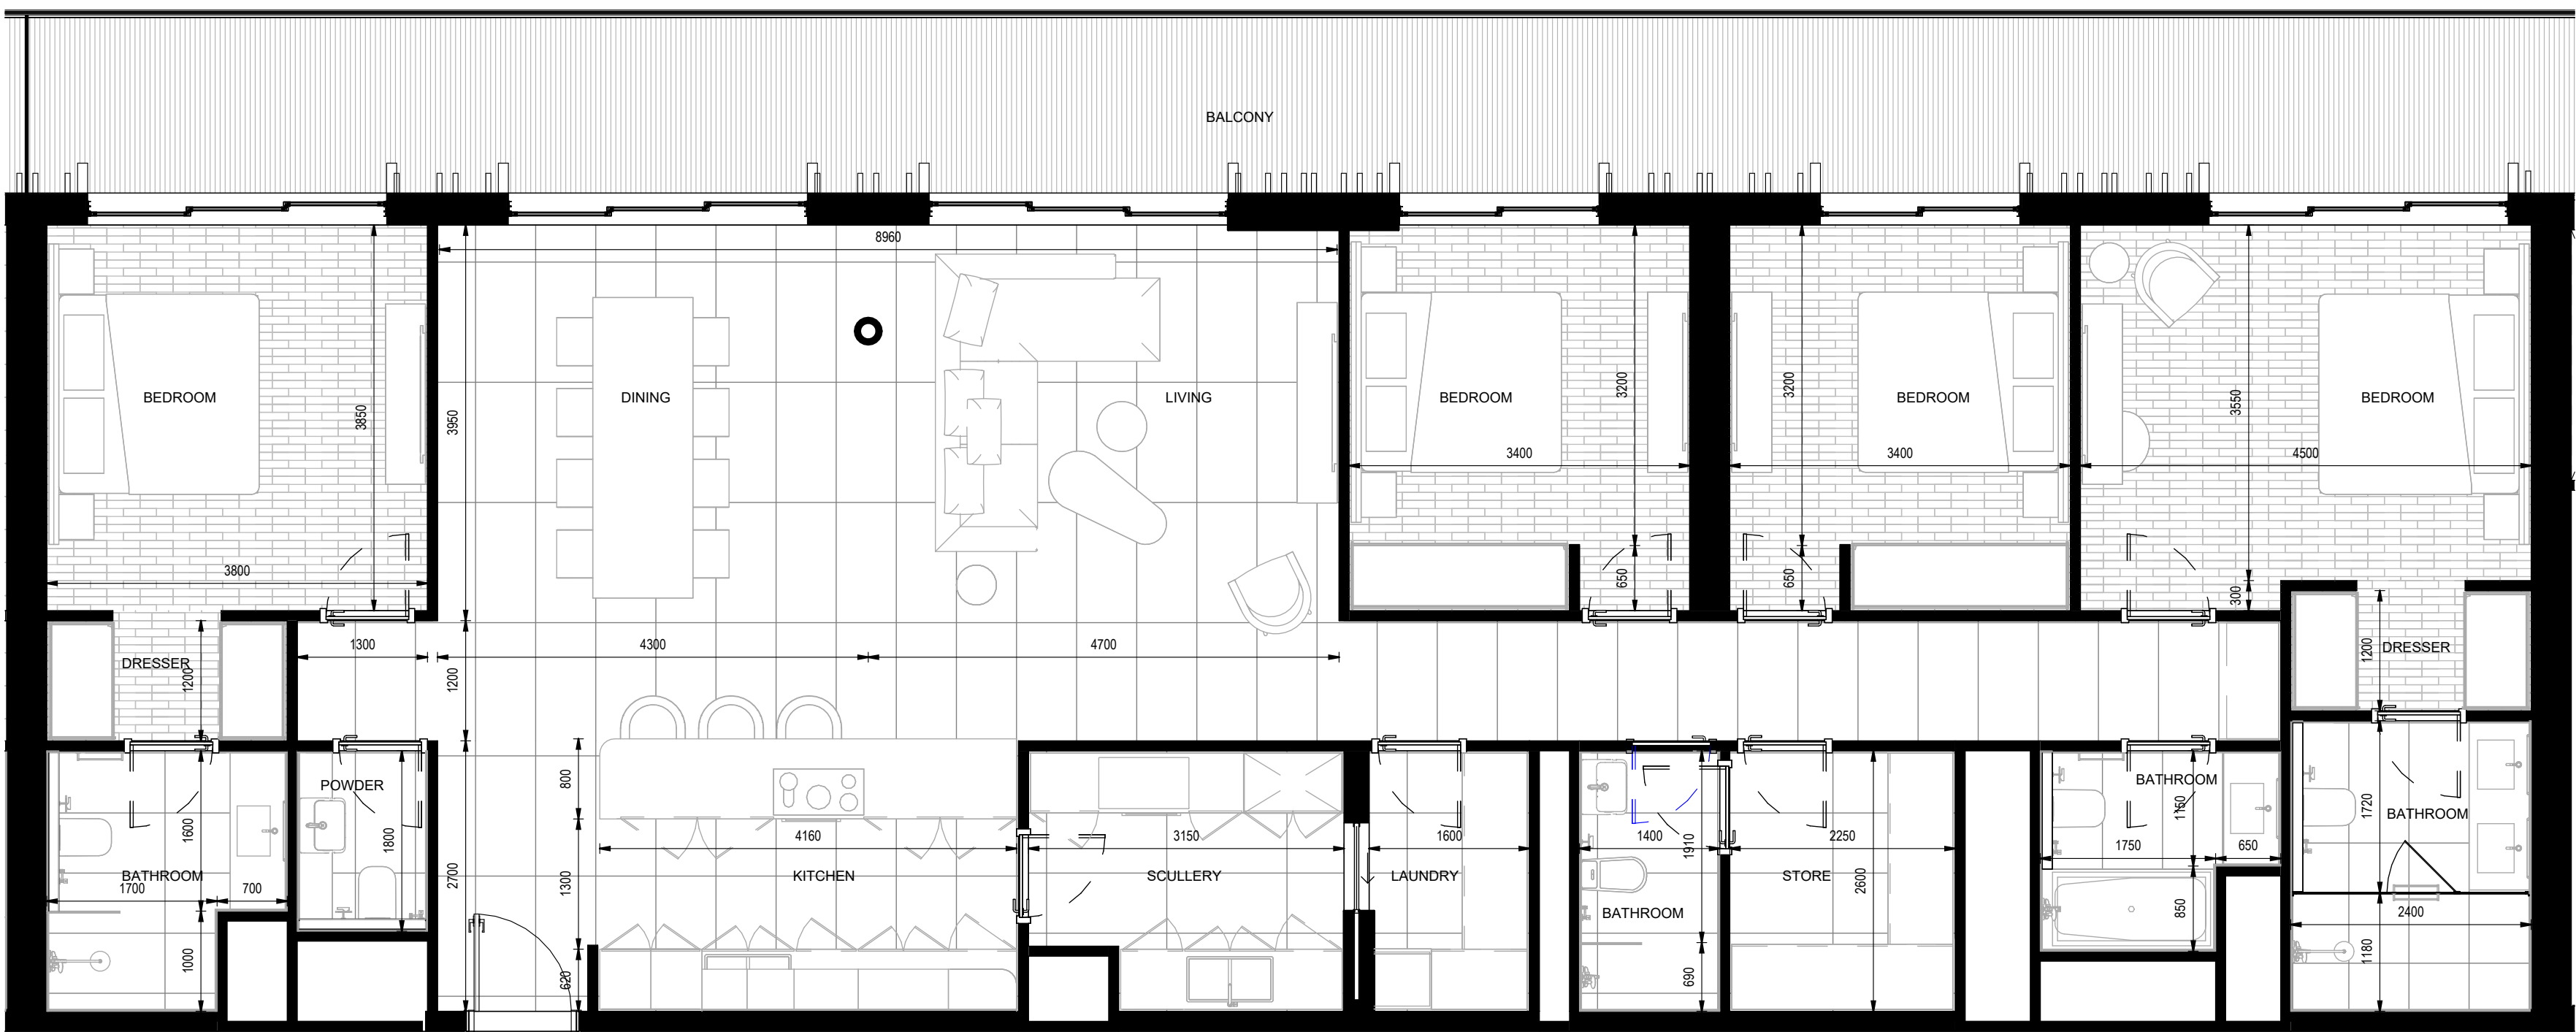 BALCONY
8960
BEDROOM
3850
3950
DINING
LIVING
BEDROOM
3200
3400
3200
BEDROOM
3400
3550
BEDROOM
4500
3800
650
650
300
DRESSER
1200
1300
1200
4300
4700
1200
DRESSER
POWDER
1600
1800
BATHROOM
1700
700
1000
2700
800
4160
1300
KITCHEN
620
3150
SCULLERY
1600
LAUNDRY
1400
1910
BATHROOM
690
2250
STORE
2600
BATHROOM
1150
1750
650
850
1720
BATHROOM
2400
1180